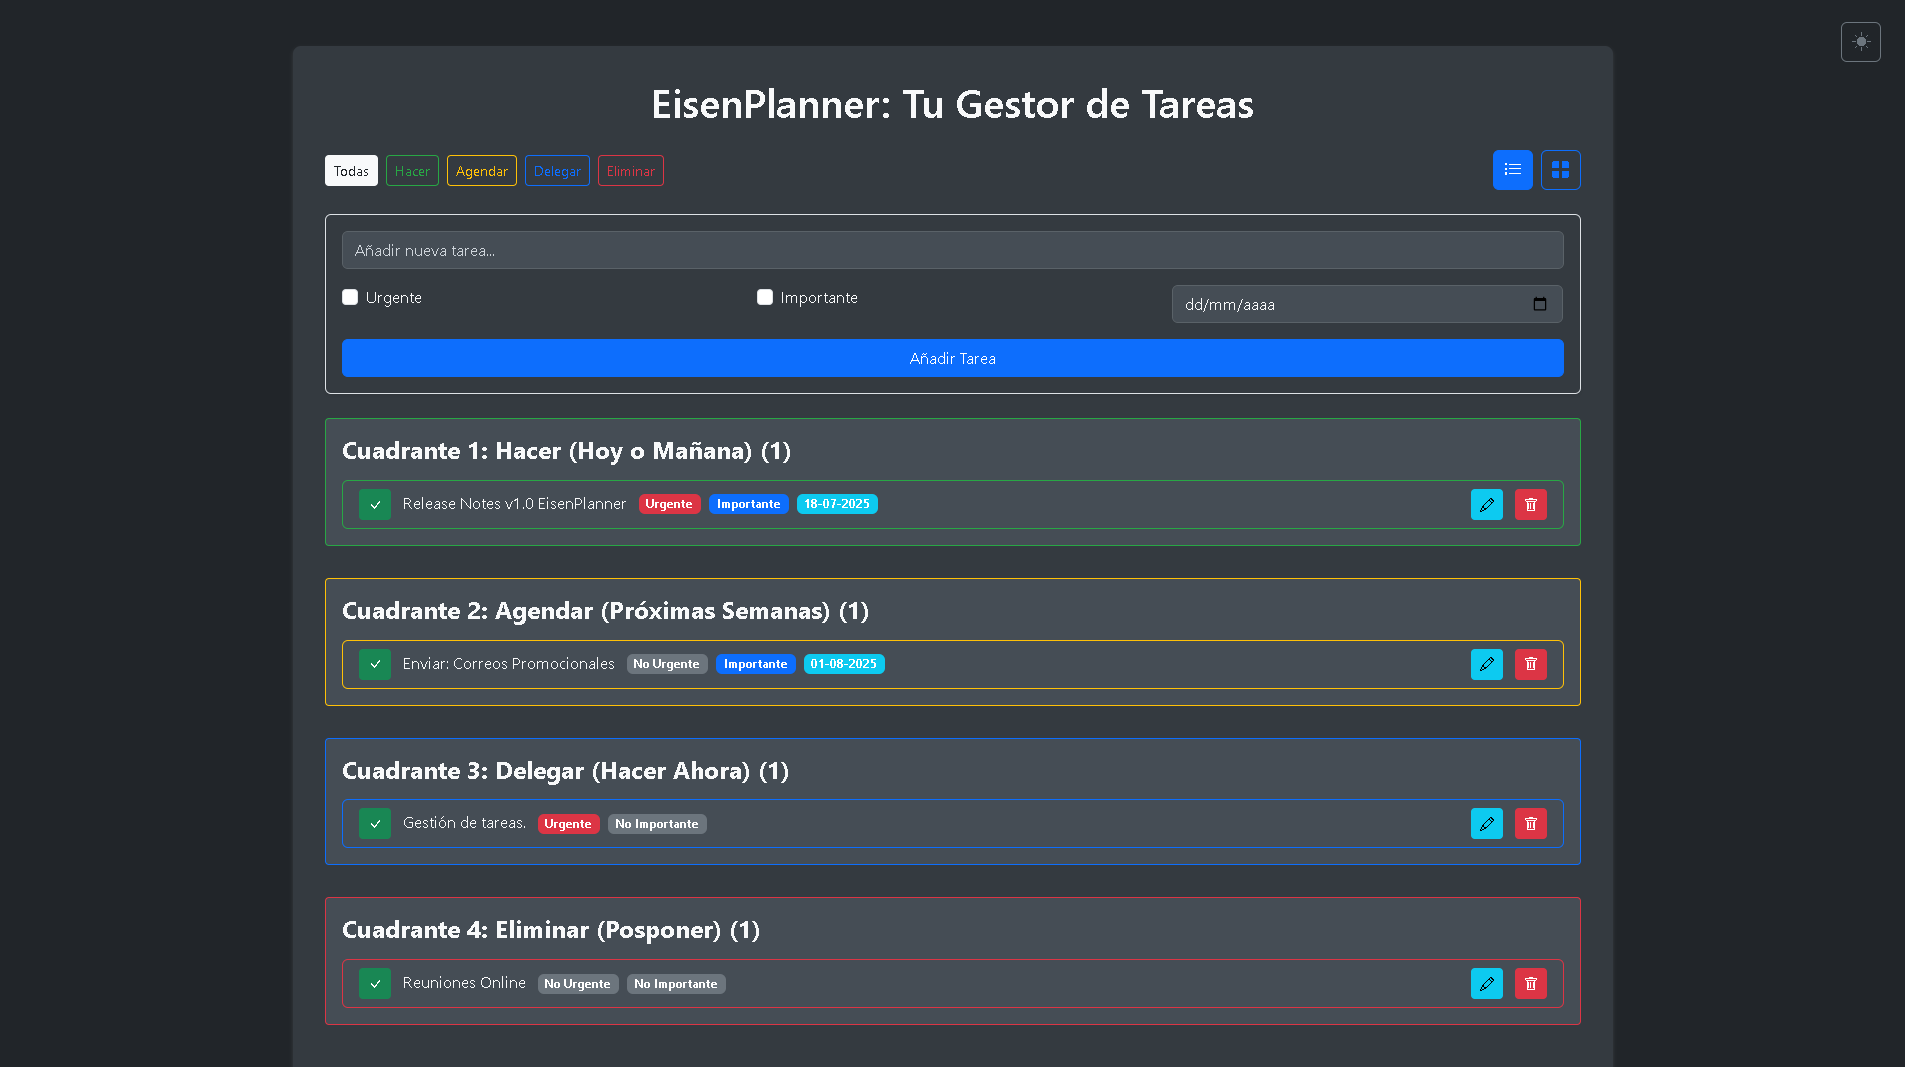 EisenPlanner: Tu Gestor de Tareas
Todas Hacer Agendar Delegar Eliminar
Añadir nueva tarea...
Urgente Importante dd/mm/aaaa
Añadir Tarea
Cuadrante 1: Hacer (Hoy o Mañana) (1)
Release Notes v1.0 EisenPlanner Urgente Importante 18-07-2025
Cuadrante 2: Agendar (Próximas Semanas) (1)
Enviar: Correos Promocionales No Urgente Importante 01-08-2025
Cuadrante 3: Delegar (Hacer Ahora) (1)
Gestión de tareas. Urgente No Importante
Cuadrante 4: Eliminar (Posponer) (1)
Reuniones Online No Urgente No Importante